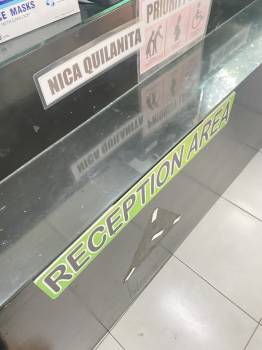 MASKS
PRIORITY
NICA QUILANITA
RECEPTION AREA